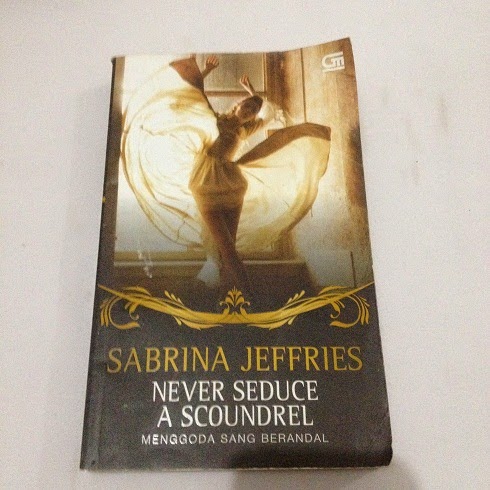 SABRINA JEFFRIES
NEVER SEDUCE
A SCOUNDREL
MENGGODA SANG BERANDAL